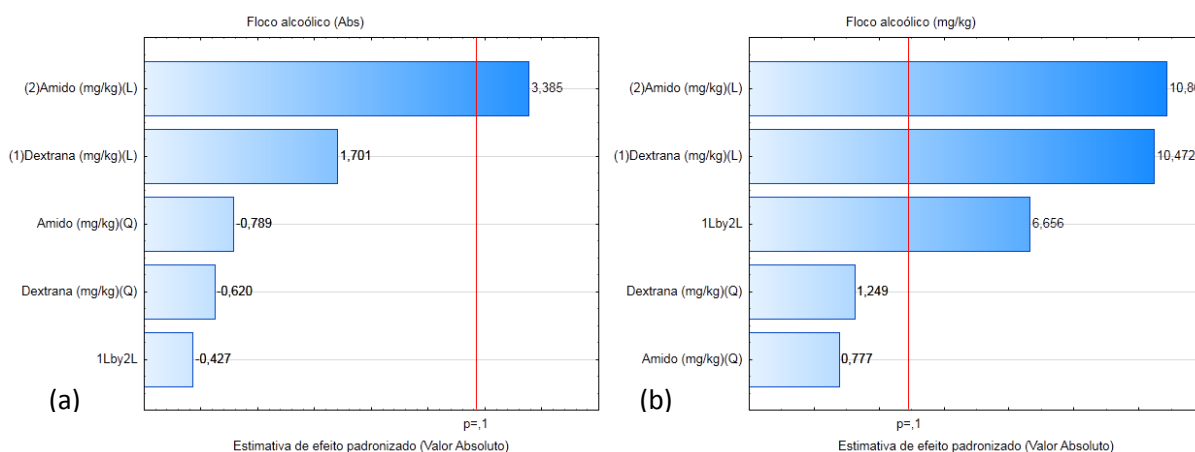 Floco alcoólico (Abs)
(2)Amido (mg/kg)(L)
3,385
(1)Dextrana (mg/kg)(L)
1,701
Amido (mg/kg)(Q)
-0,789
Dextrana (mg/kg)(Q)
-0,620
1Lby2L
-0,427
(a)
p=,1
Estimativa de efeito padronizado (Valor Absoluto)
Floco alcoólico (mg/kg)
(2)Amido (mg/kg)(L)
(1)Dextrana (mg/kg)(L)
10,472
1Lby2L
6,656
Dextrana (mg/kg)(Q)
1,249
Amido (mg/kg)(Q)
0,777
(b)
p=,1
Estimativa de efeito padronizado (Valor Absoluto)